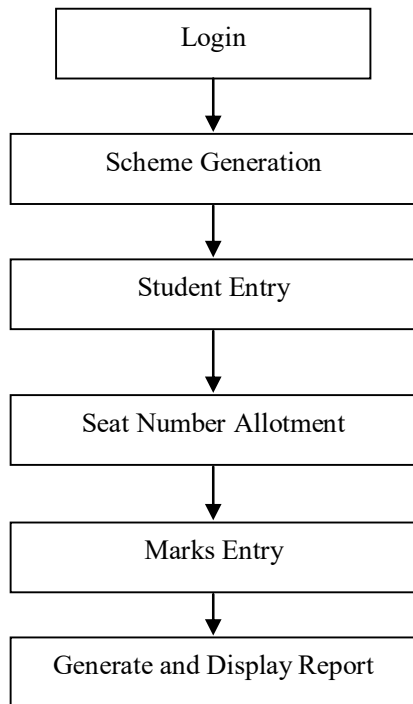 Login
Scheme Generation
Student Entry
Seat Number Allotment
Marks Entry
Generate and Display Report